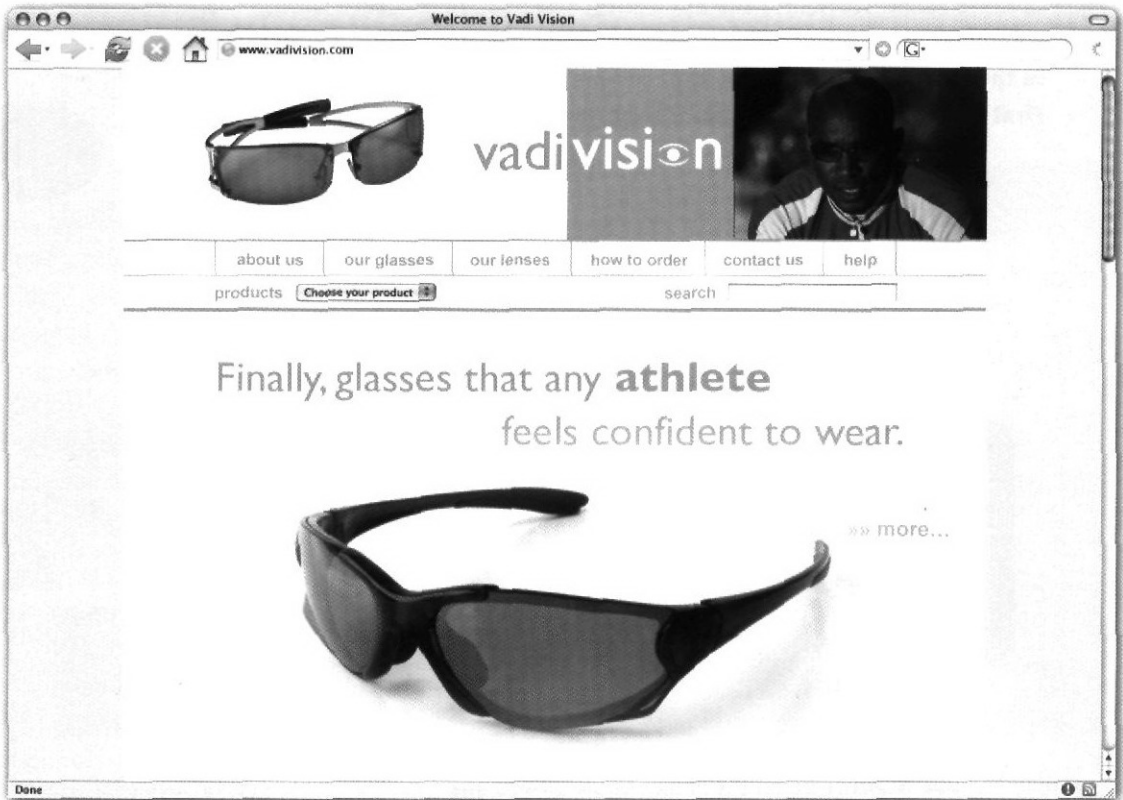 Welcome to Vadi Vision
www.vadivision.com
G
vadivision
about us our glasses our lenses how to order contact us help
products Choose your product search
Finally, glasses that any athlete
feels confident to wear.
»» more...
Done